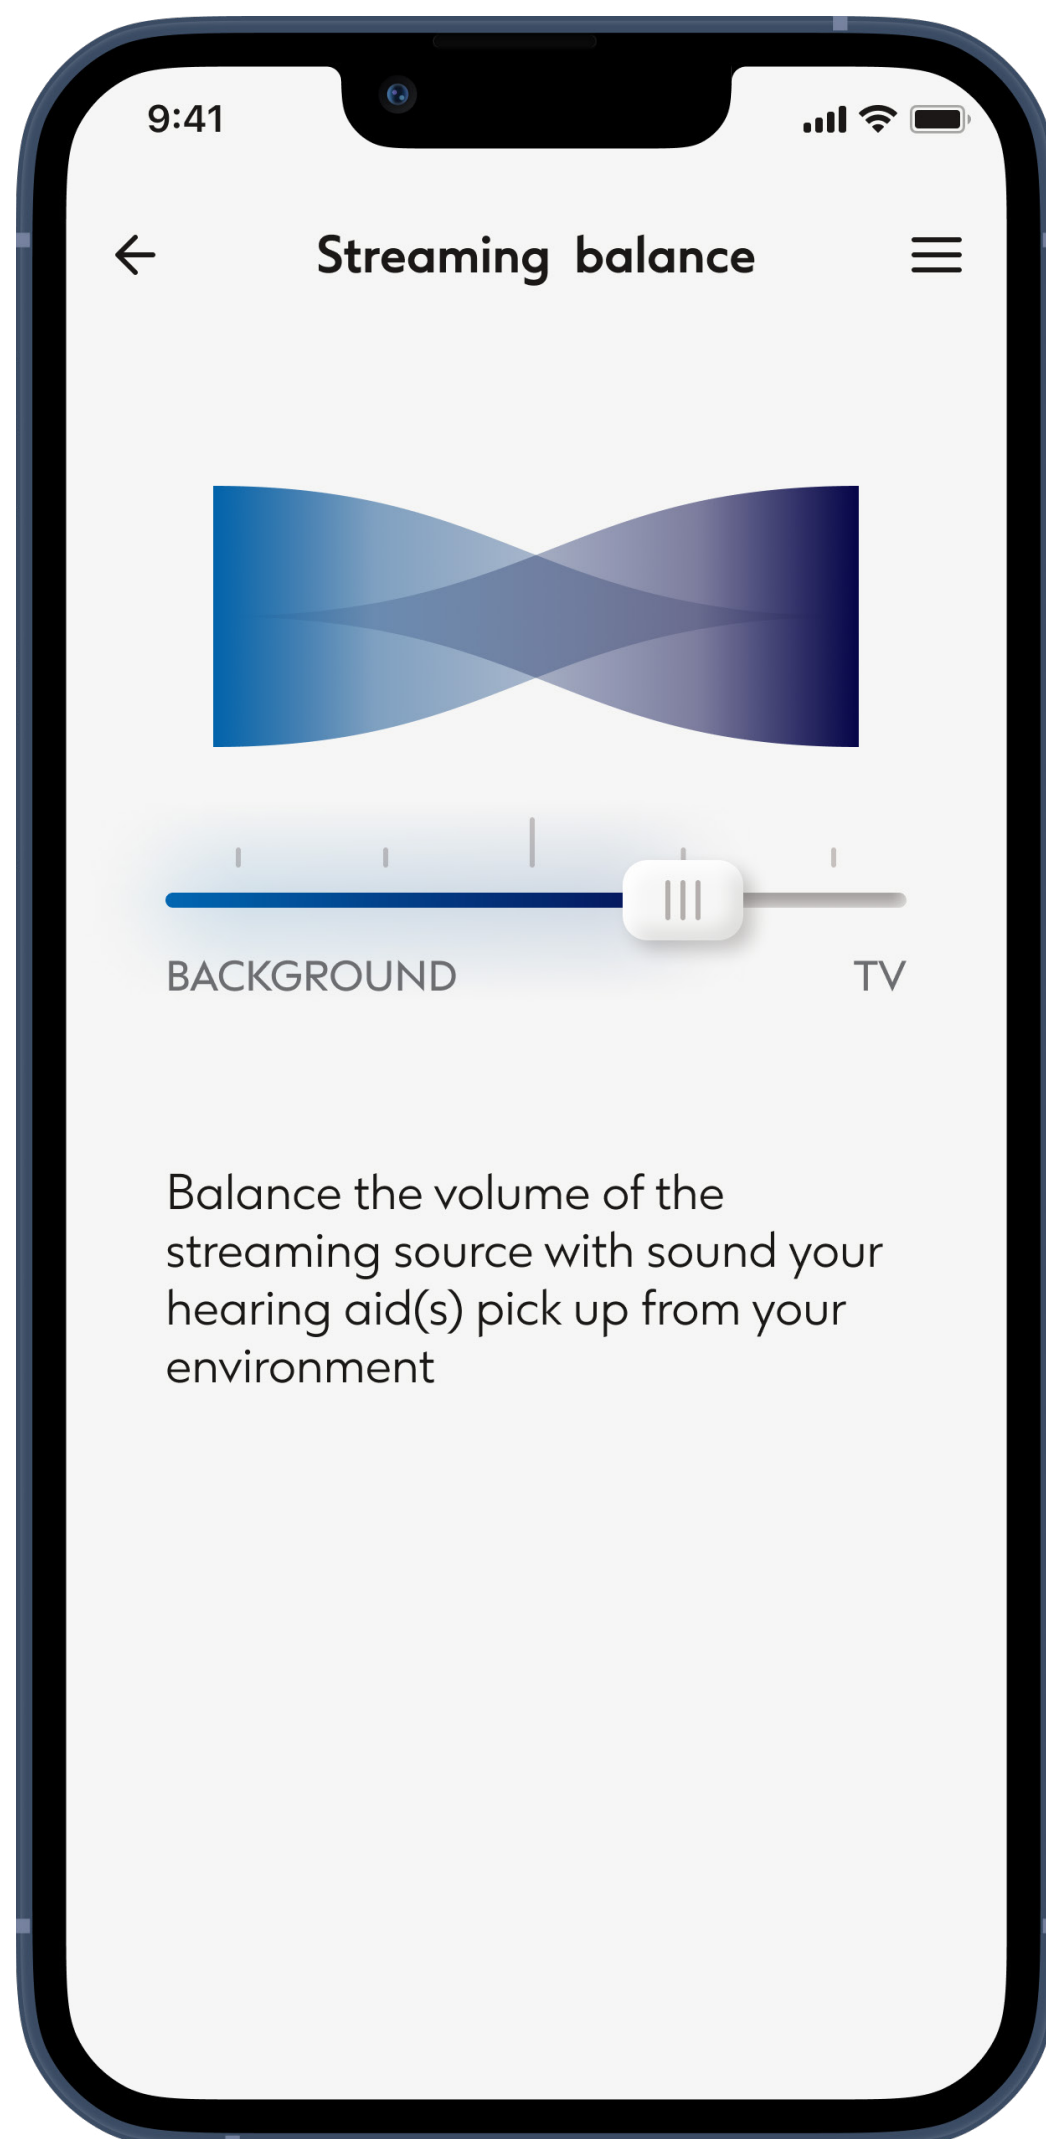 9:41
Streaming balance
BACKGROUND TV
Balance the volume of the
streaming source with sound your
hearing aid(s) pick up from your
environment